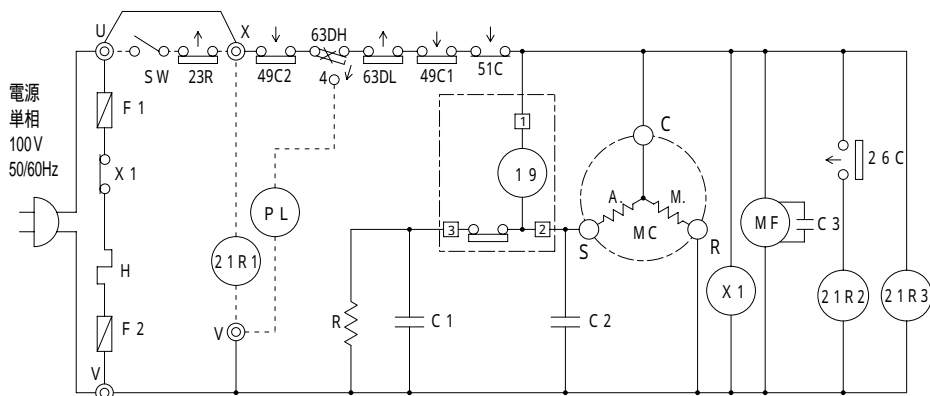 U
X
SW
23R
49C2
63DH
4
63DL
49C1
51C
電源
単相
100V
50/60Hz
F1
X1
H
F2
V
PL
21R1
V
1
19
3
2
R
C1
C2
C
A.
M.
MC
S
R
X1
MF
C3
26C
21R2
21R3